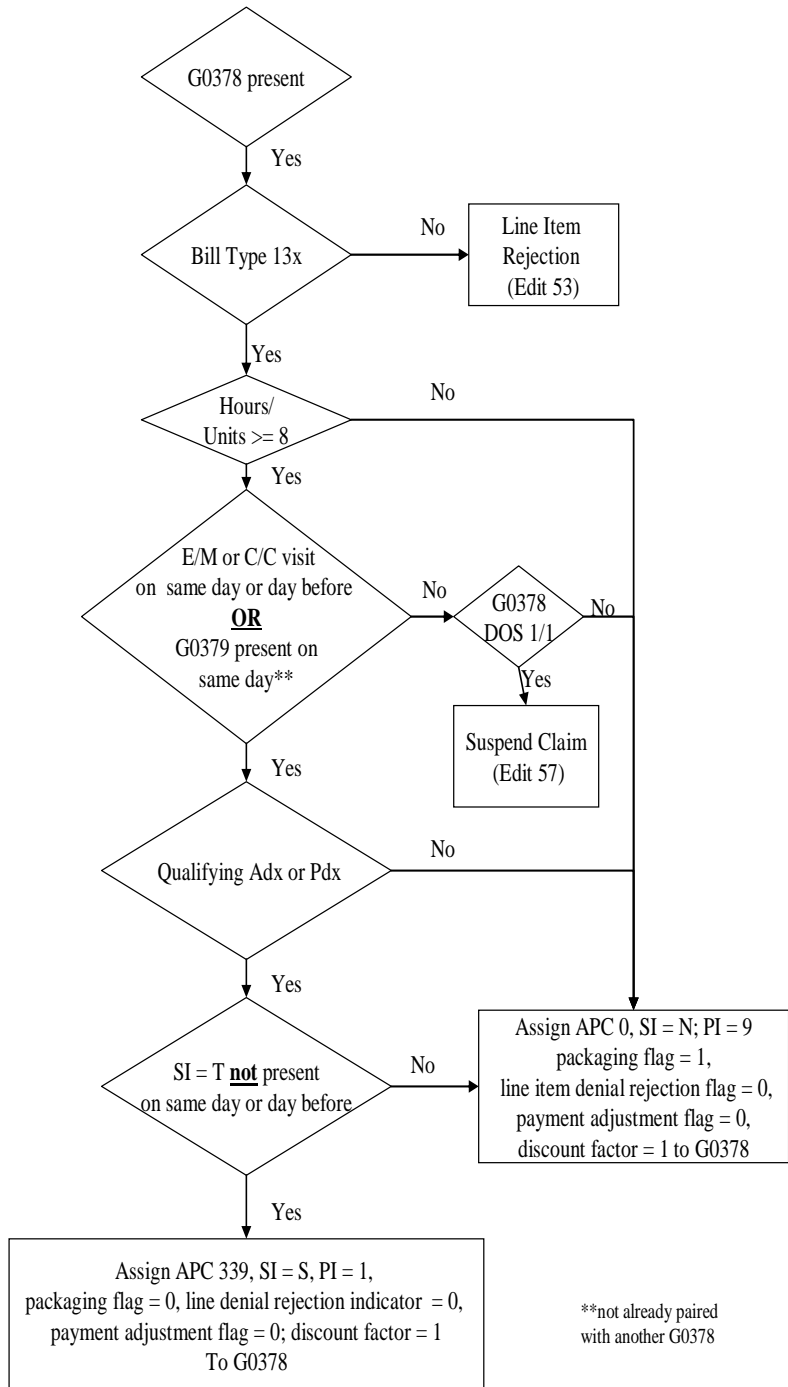 G0378 present
Yes
Bill Type 13x
No
Line Item
Rejection
(Edit 53)
Yes
Hours/
Units >= 8
No
Yes
E/M or C/C visit
on same day or day before
OR
G0379 present on
same day**
No
G0378
DOS 1/1
No
Yes
Suspend Claim
(Edit 57)
Yes
Qualifying Adx or Pdx
No
Yes
SI = T not present
on same day or day before
No
Assign APC 0, SI = N; PI = 9
packaging flag = 1,
line item denial rejection flag = 0,
payment adjustment flag = 0,
discount factor = 1 to G0378
Yes
Assign APC 339, SI = S, PI = 1,
packaging flag = 0, line denial rejection indicator = 0,
payment adjustment flag = 0; discount factor = 1
To G0378
**not already paired
with another G0378